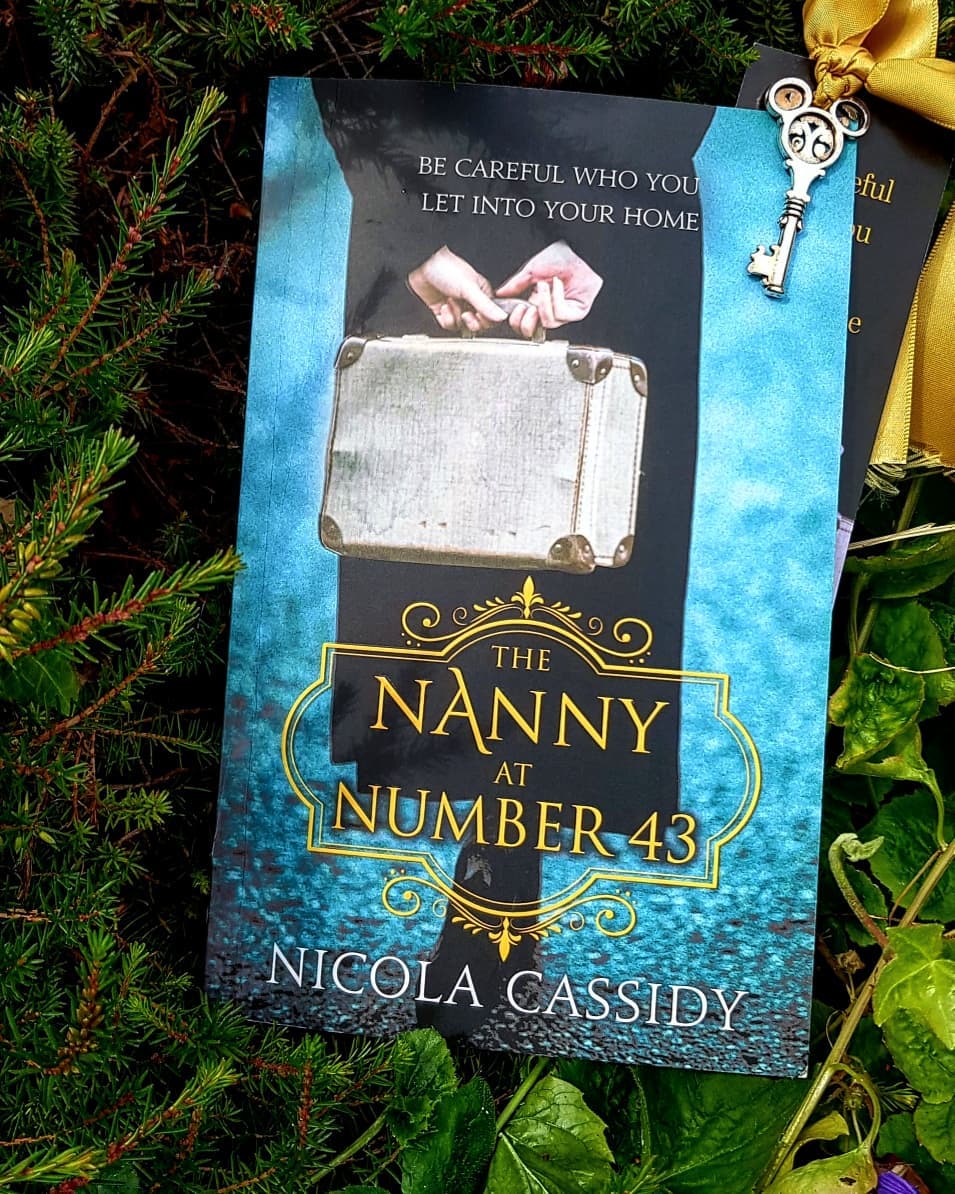 BE CAREFUL WHO YOU
LET INTO YOUR HOME
THE
NANNY
AT
NUMBER 43
NICOLA CASSIDY